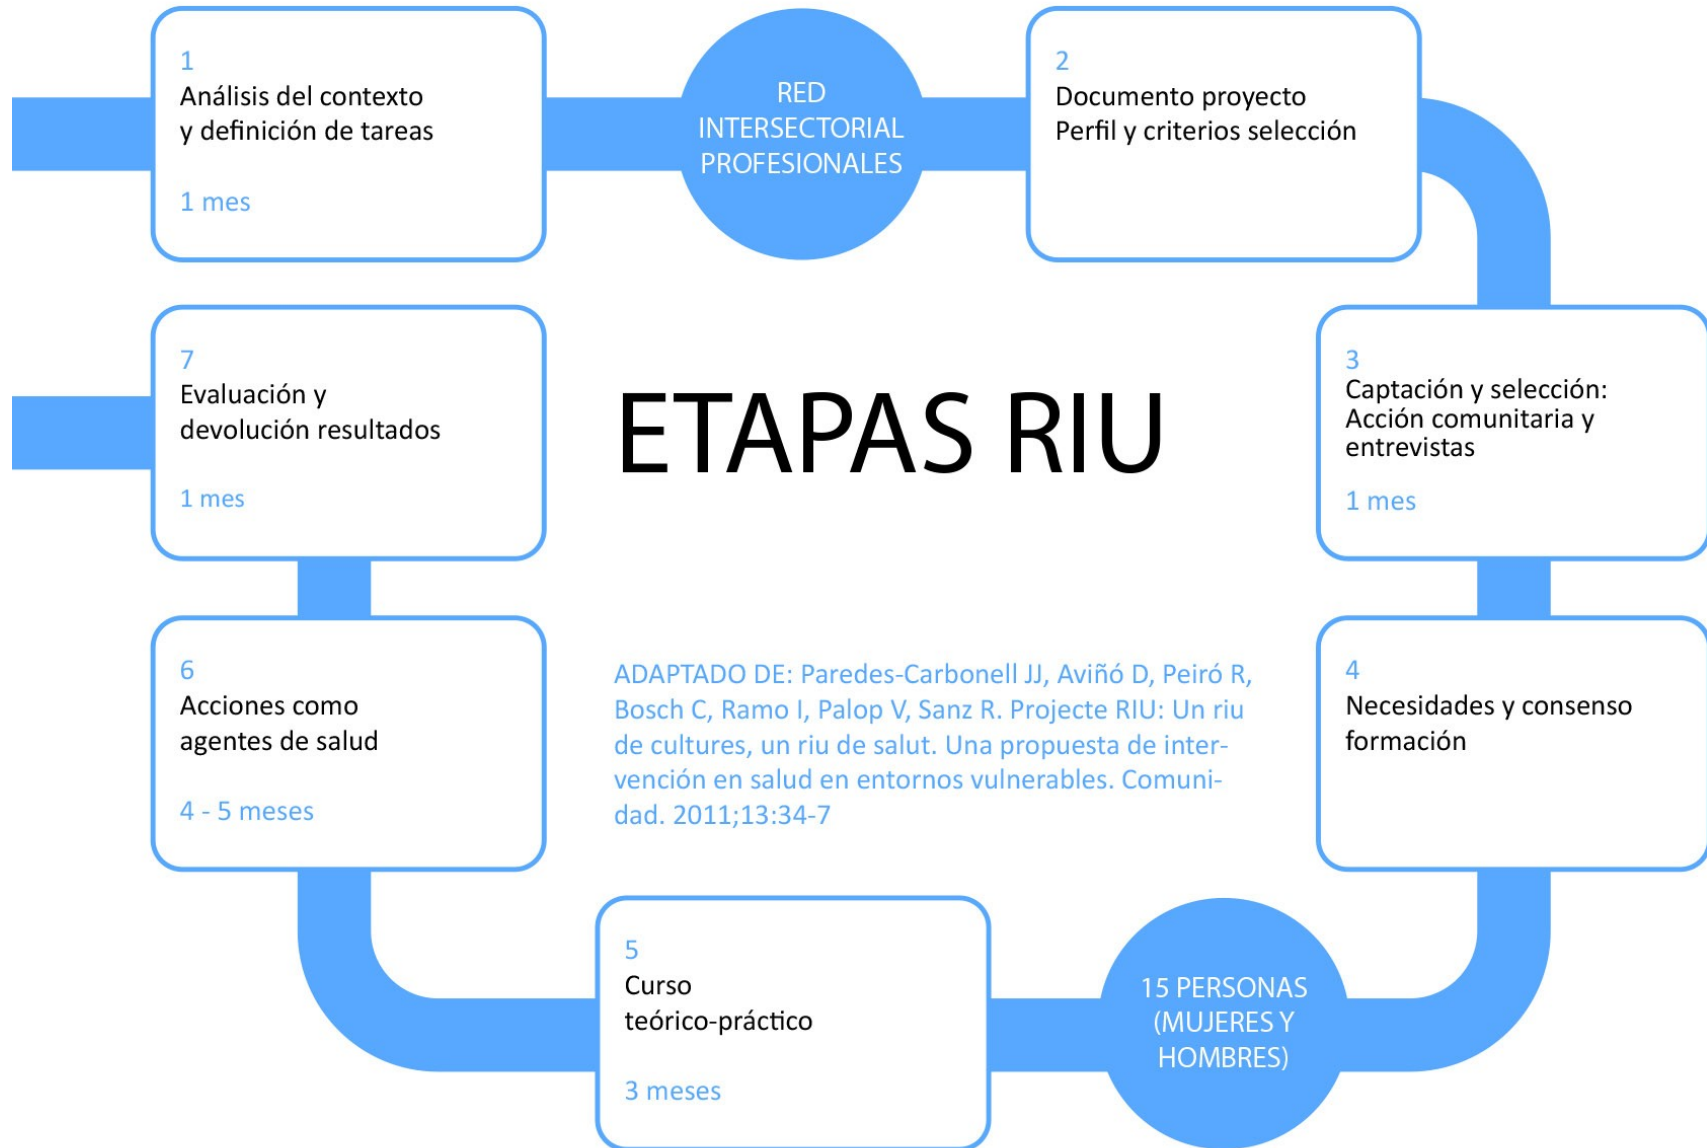 1
Análisis del contexto
y definición de tareas
1 mes
RED
INTERSECTORIAL
PROFESIONALES
2
Documento proyecto
Perfil y criterios selección
3
Captación y selección:
Acción comunitaria y
entrevistas
1 mes
4
Necesidades y consenso
formación
15 PERSONAS
(MUJERES Y
HOMBRES)
5
Curso
teórico-práctico
3 meses
6
Acciones como
agentes de salud
4 - 5 meses
7
Evaluación y
devolución resultados
1 mes
ETAPAS RIU
ADAPTADO DE: Paredes-Carbonell JJ, Aviñó D, Peiró R,
Bosch C, Ramo I, Palop V, Sanz R. Projecte RIU: Un riu
de cultures, un riu de salut. Una propuesta de inter-
vención en salud en entornos vulnerables. Comuni-
dad. 2011;13:34-7